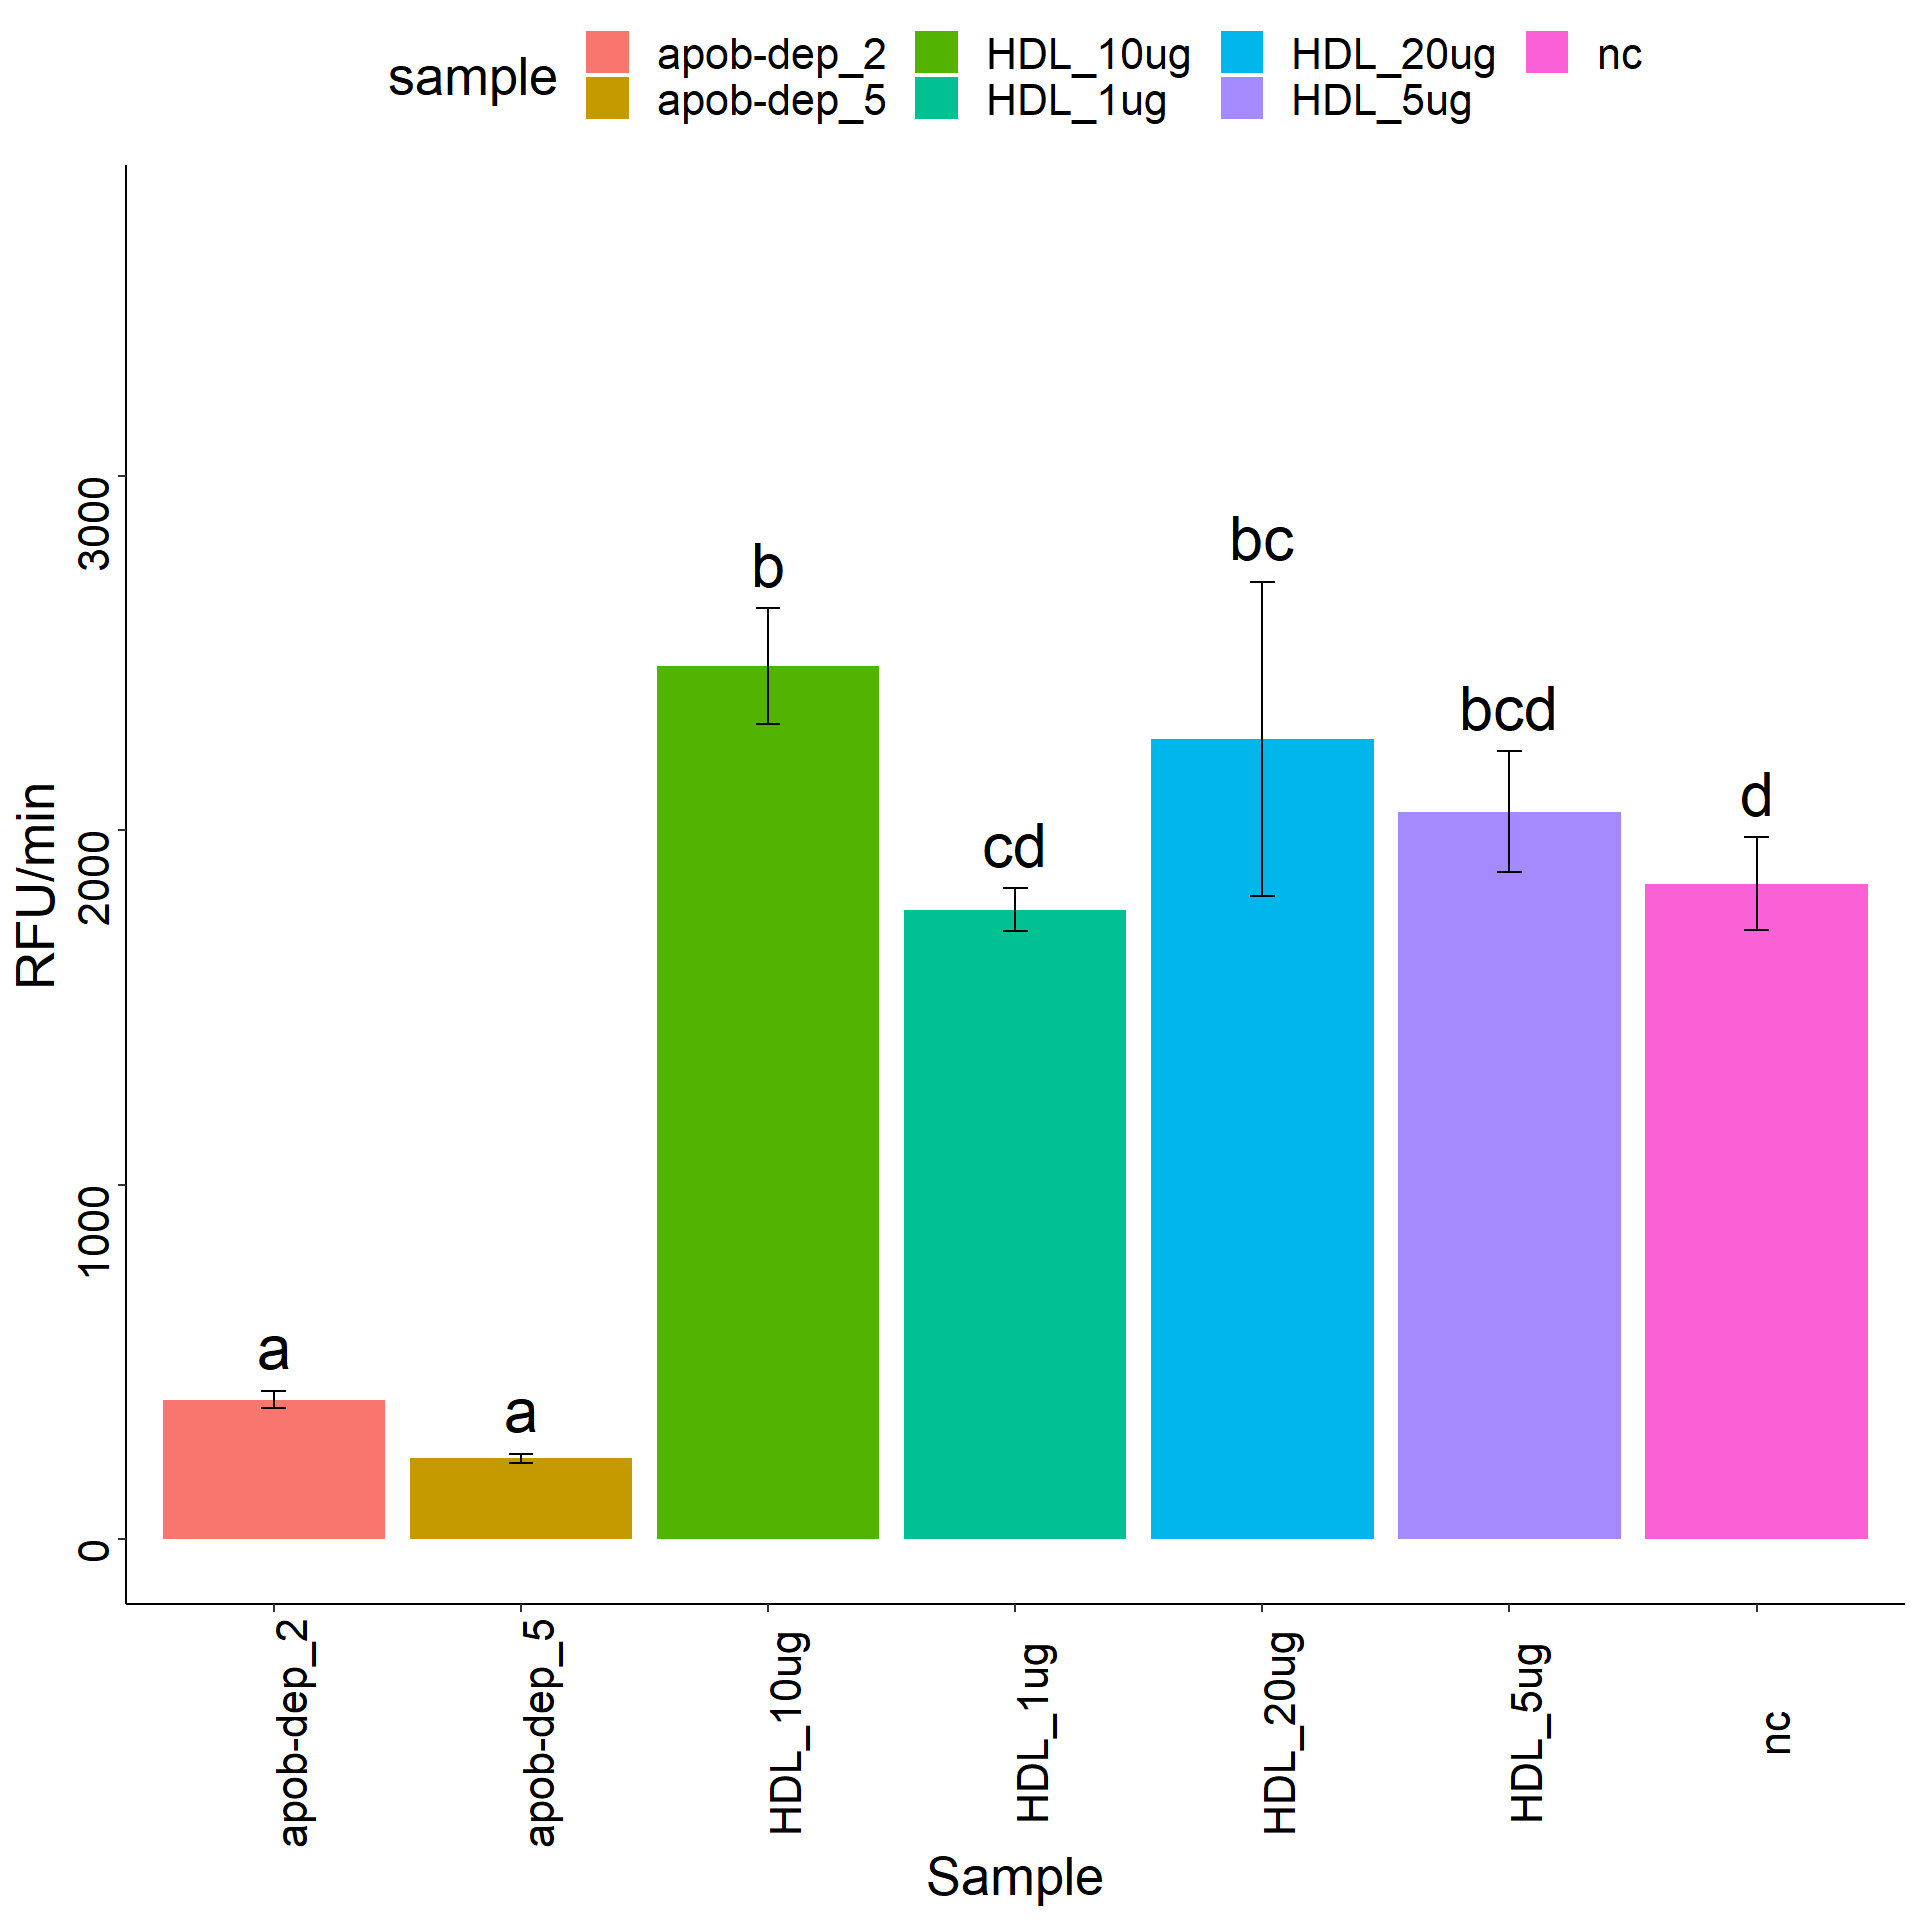 sample
apob-dep_2
apob-dep_5
HDL_10ug
HDL_1ug
HDL_20ug
HDL_5ug
nc
RFU/min
3000
2000
1000
0
a
a
b
cd
bc
bcd
d
apob-dep_2
apob-dep_5
HDL_10ug
HDL_1ug
HDL_20ug
HDL_5ug
nc
Sample